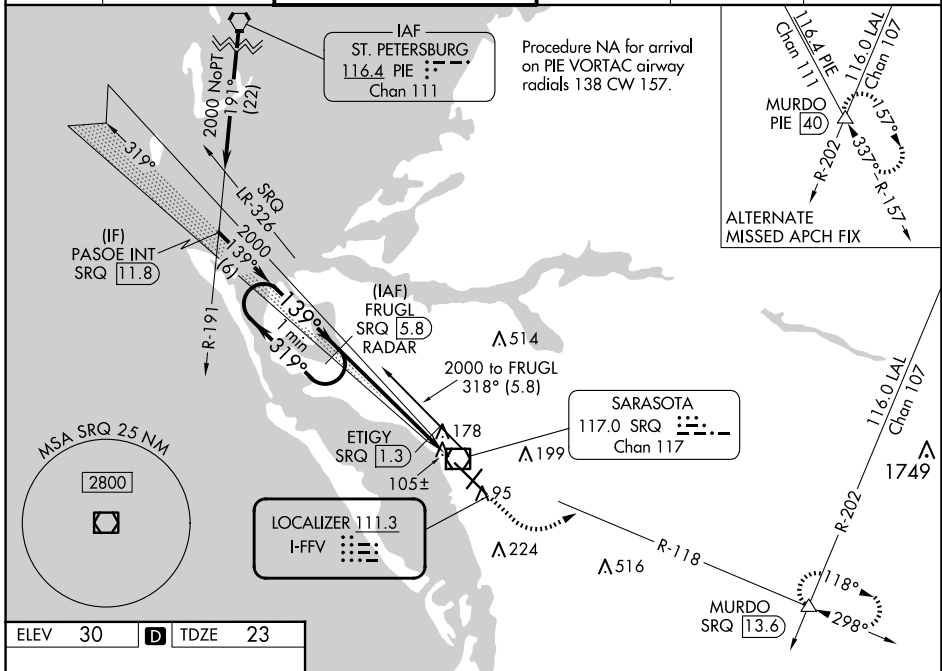 IAF
ST. PETERSBURG
116.4 PIE
Chan 111
Procedure NA for arrival
on PIE VORTAC airway
radials 138 CW 157.
116.4 PIE
Chan 111
116.0 LAL
Chan 107
MURDO
PIE 40
157°
337°
R-157
R-202
ALTERNATE
MISSED APCH FIX
2000 NoPT
191°
(22)
319°
SRQ
LR-326
2000
139°
(6)
(IF)
PASOE INT
SRQ 11.8
139°
1 min
319°
R-191
(IAF)
FRUGL
SRQ 5.8
RADAR
514
2000 to FRUGL
318° (5.8)
178
ETIGY
SRQ 1.3
105±
SARASOTA
117.0 SRQ
Chan 117
199
95
116.0 LAL
Chan 107
1749
R-202
MSA SRQ 25 NM
2800
LOCALIZER 111.3
I-FFV
224
516
R-118
118°
298°
MURDO
SRQ 13.6
ELEV 30 D TDZE 23